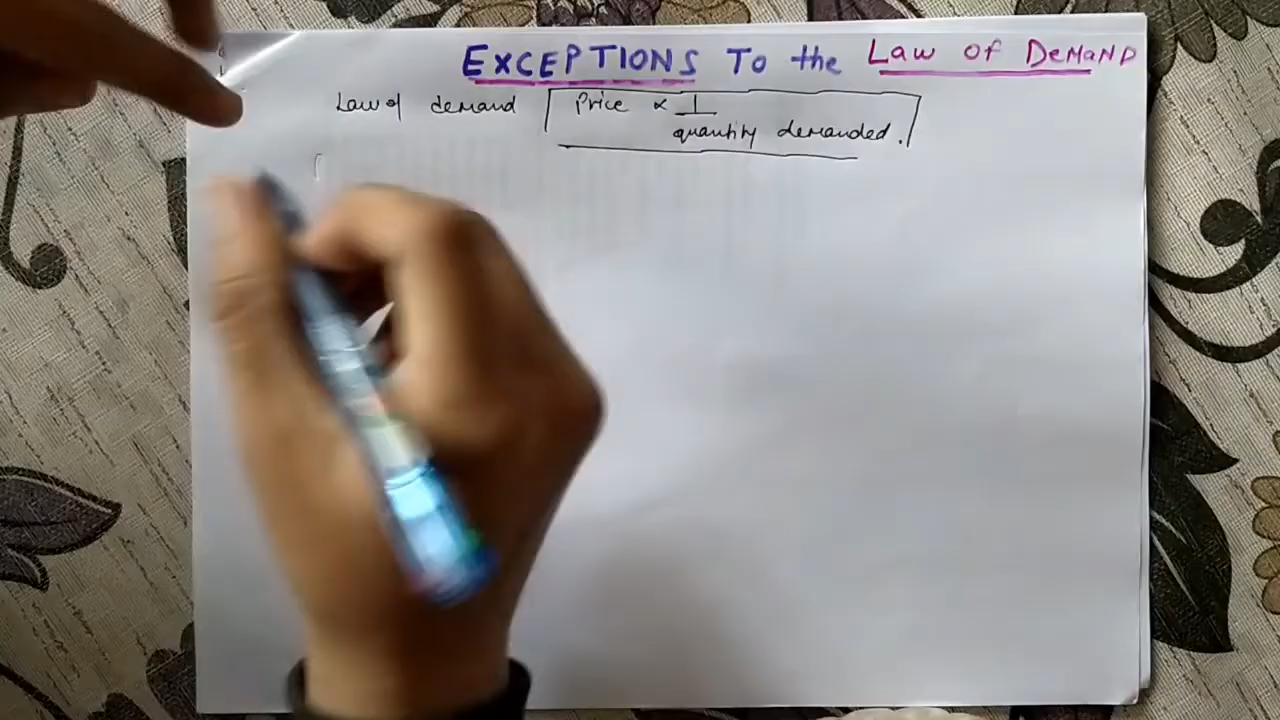 EXCEPTIONS To the Law of DeMAND
Law of demand Price ∝ 1
quantity demanded.